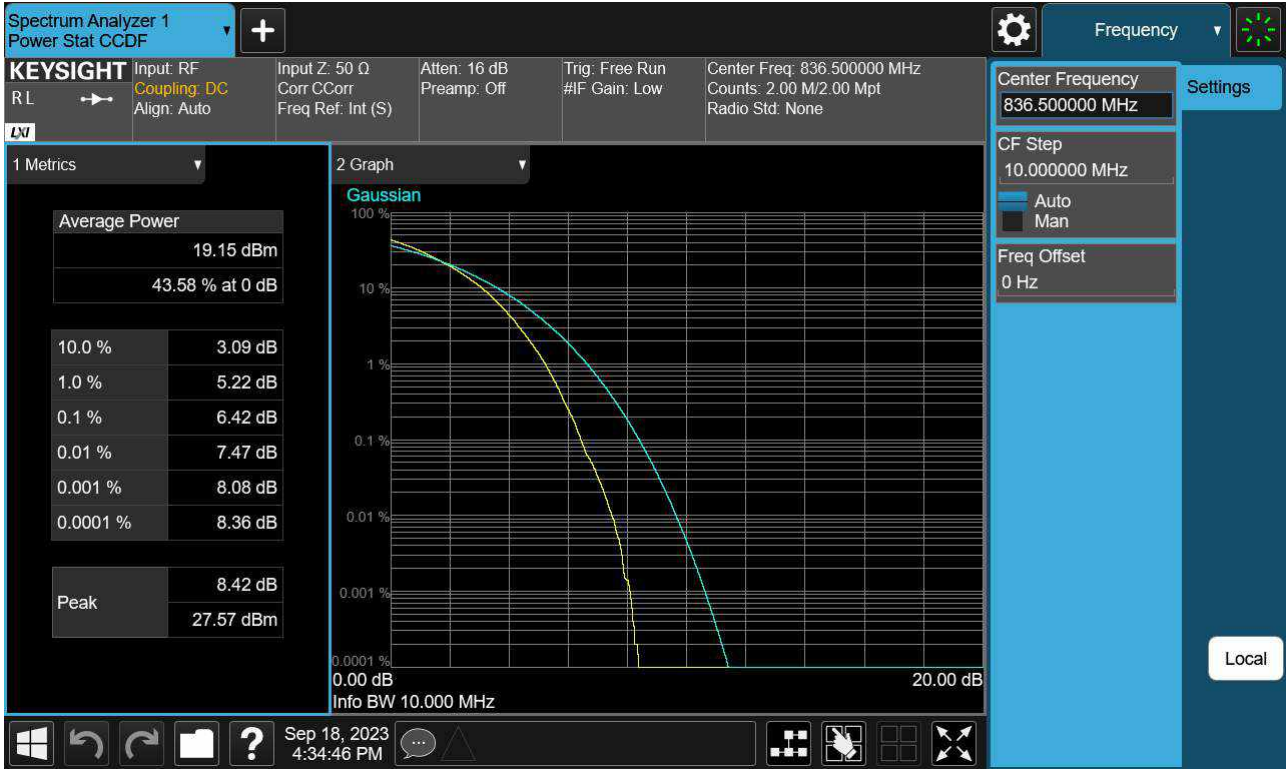 Spectrum Analyzer 1
Power Stat CCDF
+
Frequency
KEYSIGHT
R L
LXI
Input: RF
Coupling: DC
Align: Auto
Input Z: 50 Ω
Corr CCorr
Freq Ref: Int (S)
Atten: 16 dB
Preamp: Off
Trig: Free Run
#IF Gain: Low
Center Freq: 836.500000 MHz
Counts: 2.00 M/2.00 Mpt
Radio Std: None
Center Frequency
836.500000 MHz
Settings
CF Step
10.000000 MHz
Auto
Man
Freq Offset
0 Hz
Local
1 Metrics
Average Power
19.15 dBm
43.58 % at 0 dB
10.0 % 3.09 dB
1.0 % 5.22 dB
0.1 % 6.42 dB
0.01 % 7.47 dB
0.001 % 8.08 dB
0.0001 % 8.36 dB
Peak
8.42 dB
27.57 dBm
2 Graph
Gaussian
100 %
10 %
1 %
0.1 %
0.01 %
0.001 %
0.0001 %
0.00 dB 20.00 dB
Info BW 10.000 MHz
?
Sep 18, 2023
4:34:46 PM